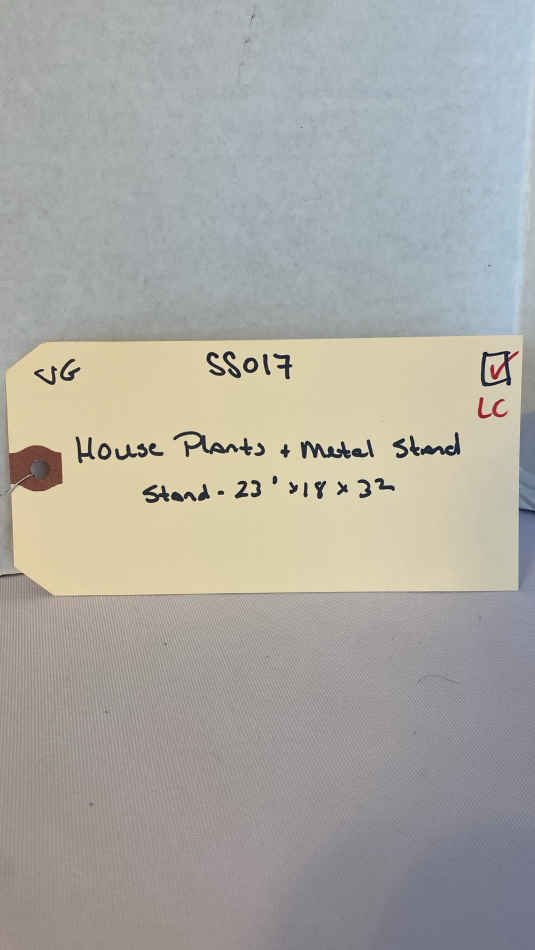 VG SS017
LC
House Plants + Metal Stand
Stand - 23' x18 x 32